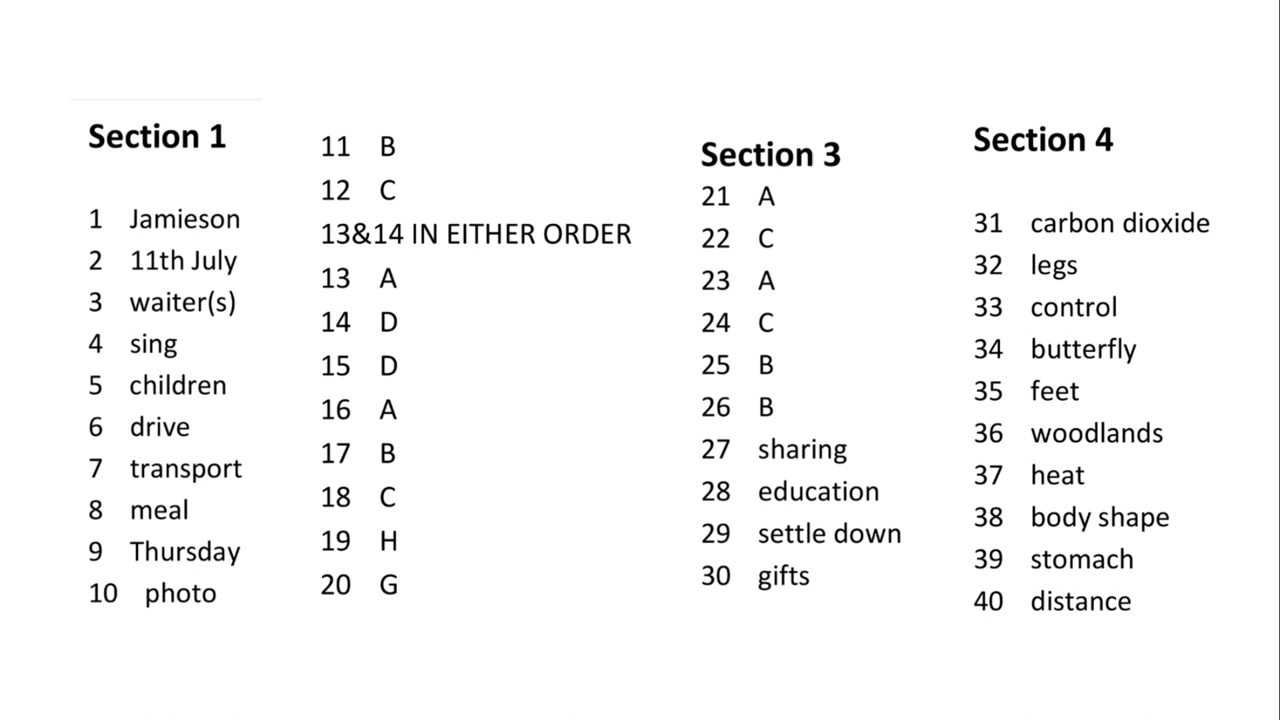 Section 1
1 Jamieson
2 11th July
3 waiter(s)
4 sing
5 children
6 drive
7 transport
8 meal
9 Thursday
10 photo
11 B
12 C
13&14 IN EITHER ORDER
13 A
14 D
15 D
16 A
17 B
18 C
19 H
20 G
Section 3
21 A
22 C
23 A
24 C
25 B
26 B
27 sharing
28 education
29 settle down
30 gifts
Section 4
31 carbon dioxide
32 legs
33 control
34 butterfly
35 feet
36 woodlands
37 heat
38 body shape
39 stomach
40 distance